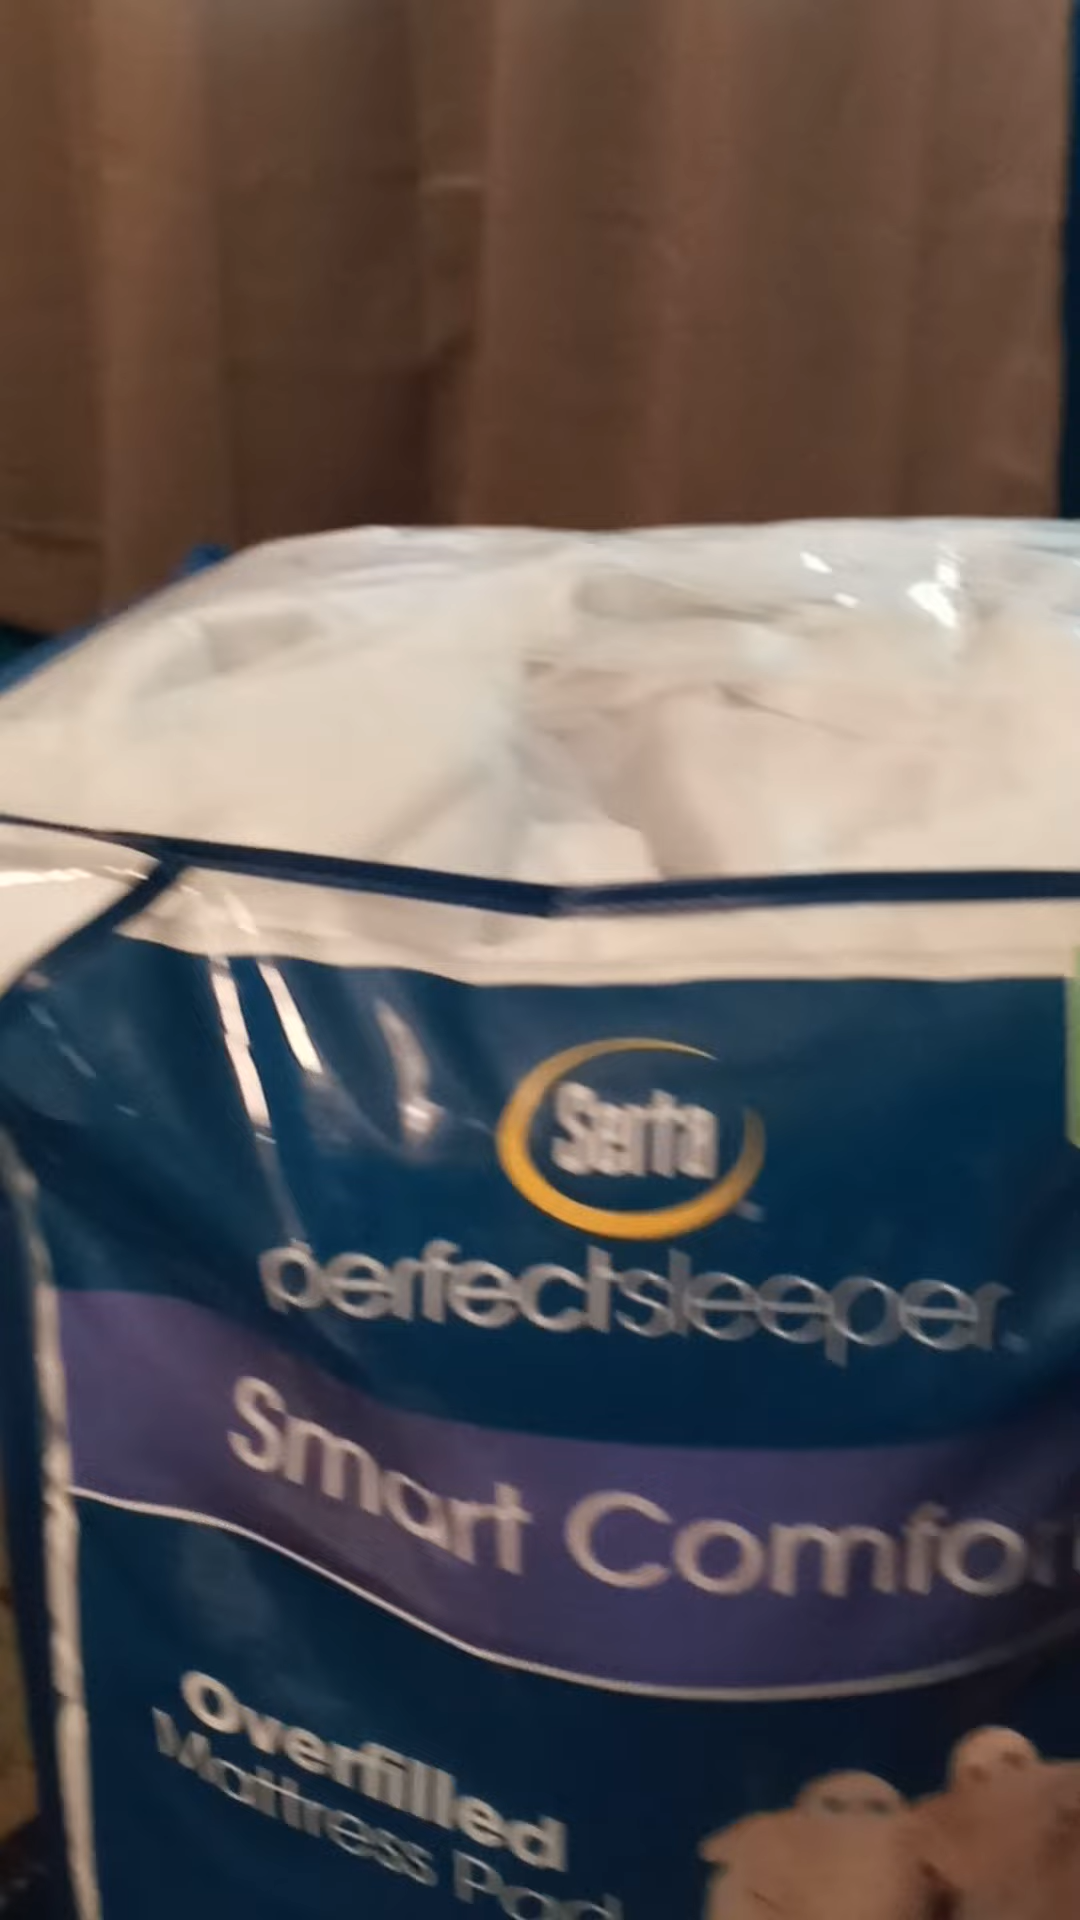 Serta
perfectsleeper
Smart Comfor
Overfilled
Mattress Pad